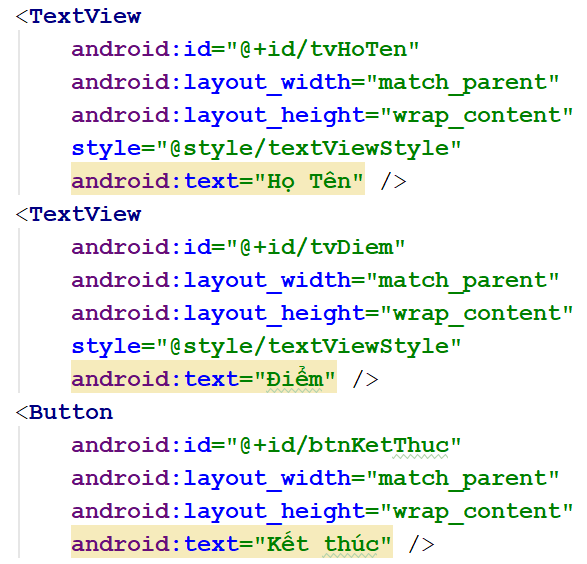 <TextView
android:id="@+id/tvHoTen"
android:layout_width="match_parent"
android:layout_height="wrap_content"
style="@style/textViewStyle"
android:text="Họ Tên" />
<TextView
android:id="@+id/tvDiem"
android:layout_width="match_parent"
android:layout_height="wrap_content"
style="@style/textViewStyle"
android:text="Điểm" />
<Button
android:id="@+id/btnKetThuc"
android:layout_width="match_parent"
android:layout_height="wrap_content"
android:text="Kết thúc" />